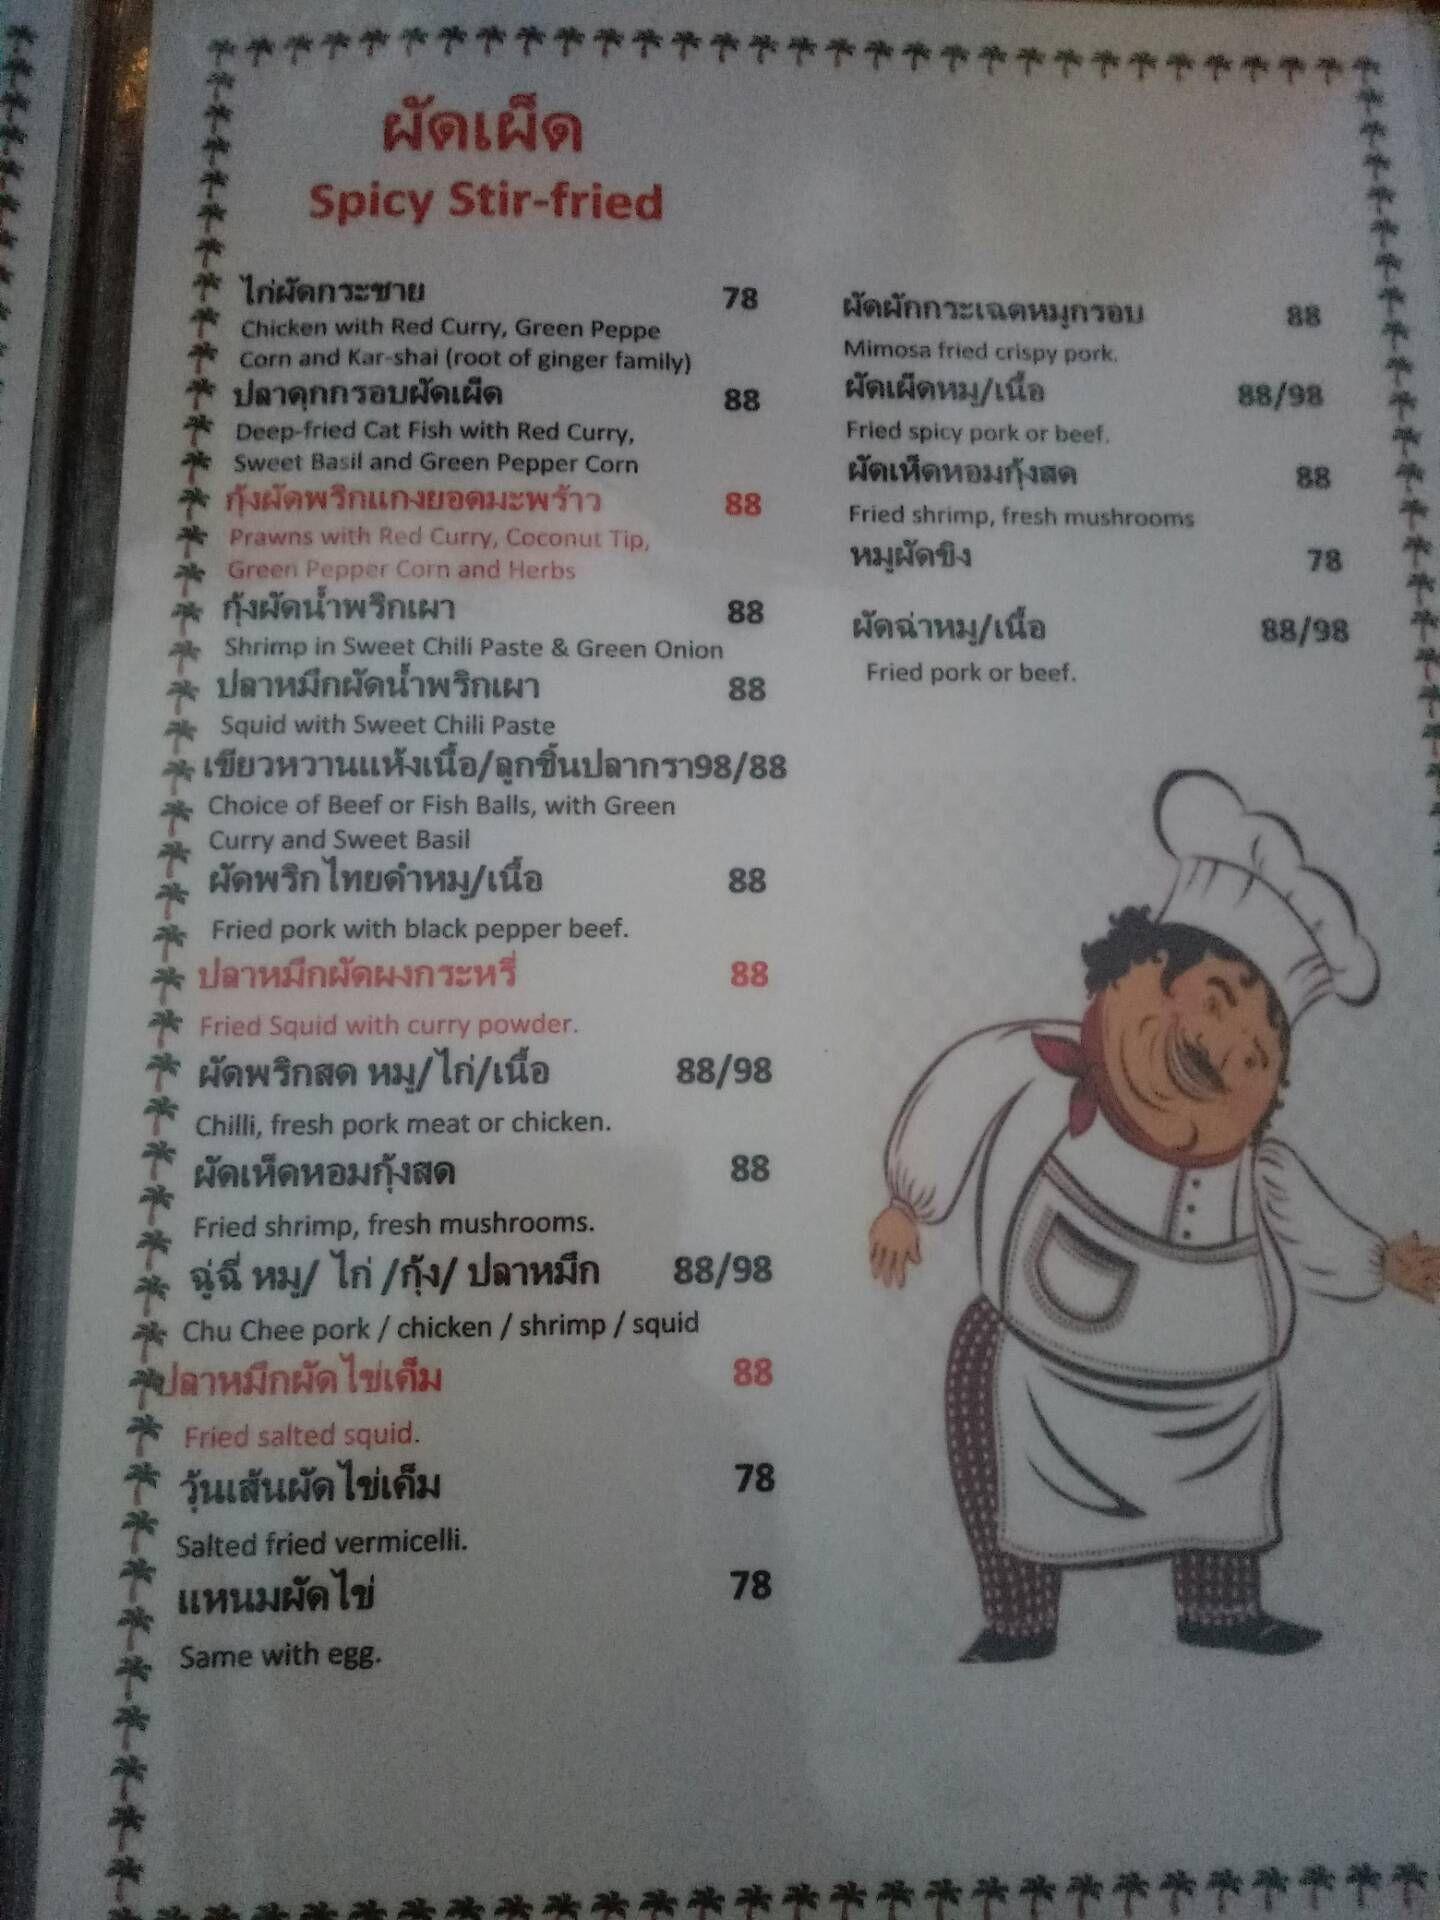 ผัดเผ็ด
Spicy Stir-fried
ไก่ผัดกระชาย 78
Chicken with Red Curry, Green Peppe
Corn and Kar-shai (root of ginger family)
ปลาดุกกรอบผัดเผ็ด 88
Deep-fried Cat Fish with Red Curry,
Sweet Basil and Green Pepper Corn
กุ้งผัดพริกแกงยอดมะพร้าว 88
Prawns with Red Curry, Coconut Tip,
Green Pepper Corn and Herbs
กุ้งผัดน้ำพริกเผา 88
Shrimp in Sweet Chili Paste & Green Onion
ปลาหมึกผัดน้ำพริกเผา 88
Squid with Sweet Chili Paste
เขียวหวานแห้งเนื้อ/ลูกชิ้นปลากรา98/88
Choice of Beef or Fish Balls, with Green
Curry and Sweet Basil
ผัดพริกไทยดำหมู/เนื้อ 88
Fried pork with black pepper beef.
ปลาหมึกผัดผงกระหรี่ 88
Fried Squid with curry powder.
ผัดพริกสด หมู/ไก่/เนื้อ 88/98
Chilli, fresh pork meat or chicken.
ผัดเห็ดหอมกุ้งสด 88
Fried shrimp, fresh mushrooms.
ฉู่ฉี่ หมู/ ไก่ /กุ้ง/ ปลาหมึก 88/98
Chu Chee pork / chicken / shrimp / squid
ปลาหมึกผัดไข่เค็ม 88
Fried salted squid.
วุ้นเส้นผัดไข่เค็ม 78
Salted fried vermicelli.
แหนมผัดไข่ 78
Same with egg.
ผัดผักกระเฉดหมูกรอบ 88
Mimosa fried crispy pork.
ผัดเผ็ดหมู/เนื้อ 88/98
Fried spicy pork or beef.
ผัดเห็ดหอมกุ้งสด 88
Fried shrimp, fresh mushrooms
หมูผัดขิง 78
ผัดฉ่าหมู/เนื้อ 88/98
Fried pork or beef.